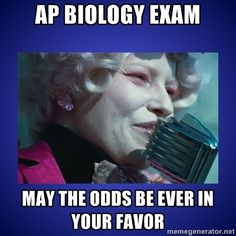 AP BIOLOGY EXAM
MAY THE ODDS BE EVER IN
YOUR FAVOR
memegenerator.net